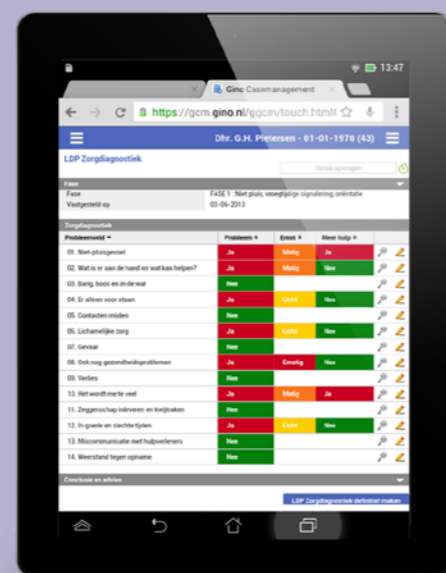 13:47
Gino Casemanagement
https://gcm.gino.nl/ggcm/touch.html#
Dhr. G.H. Pietersen - 01-01-1970 (43)
LDP Zorgdiagnostiek
Fase
Fase FASE 1 : Niet pluis, vroegtijdige signalering, oriëntatie
Vastgesteld op 03-06-2013
Zorgdiagnostiek
Probleemveld Probleem Ernst Meer hulp
01. Niet-pluisgevoel Ja Matig Ja
02. Wat is er aan de hand en wat kan helpen? Ja Matig Nee
03. Bang, boos en in de war Nee
04. Er alleen voor staan Ja Licht Nee
05. Contacten mijden Nee
06. Lichamelijke zorg Ja Licht Nee
07. Gevaar Nee
08. Ook nog gezondheidsproblemen Ja Ernstig Nee
09. Verlies Nee
10. Het wordt me te veel Ja Matig Ja
11. Zeggenschap inleveren en kwijtraken Nee
12. In goede en slechte tijden Ja Licht Nee
13. Miscommunicatie met hulpverleners Nee
14. Weerstand tegen opname Nee
Conclusie en advies
LDP Zorgdiagnostiek definitief maken